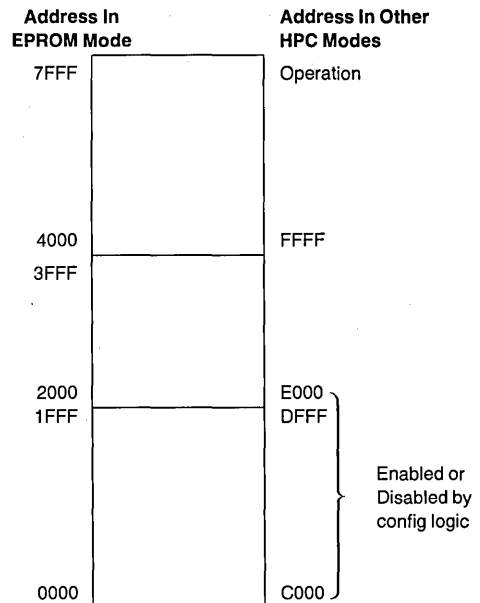 Address In
EPROM Mode
Address In Other
HPC Modes
7FFF
Operation
4000
FFFF
3FFF
2000
E000
1FFF
DFFF
Enabled or
Disabled by
config logic
0000
C000